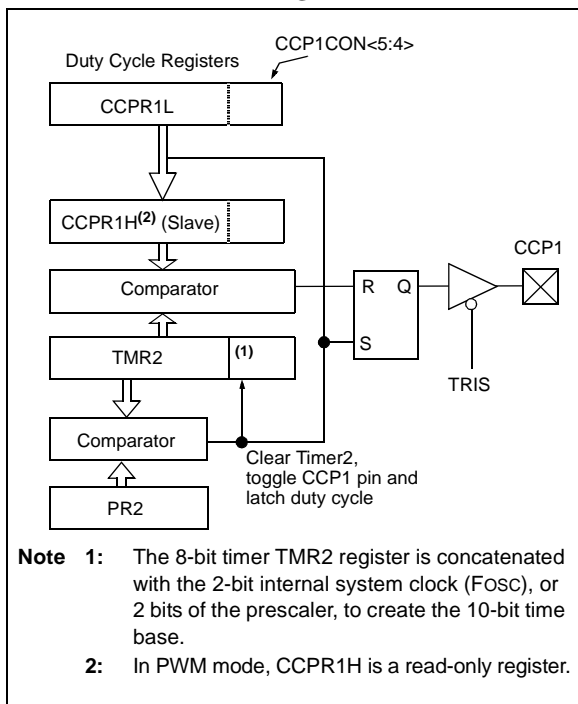 CCP1CON<5:4>
Duty Cycle Registers
CCPR1L
CCPR1H(2) (Slave)
CCP1
Comparator
R Q
TMR2
(1)
S
TRIS
Comparator
Clear Timer2,
toggle CCP1 pin and
latch duty cycle
PR2
Note 1: The 8-bit timer TMR2 register is concatenated
with the 2-bit internal system clock (FOSC), or
2 bits of the prescaler, to create the 10-bit time
base.
2: In PWM mode, CCPR1H is a read-only register.